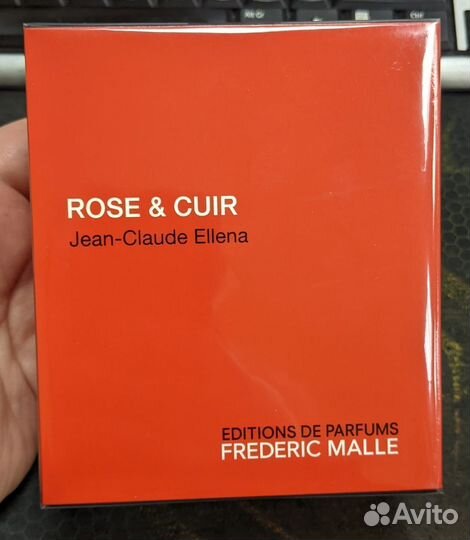 ROSE & CUIR
Jean-Claude Ellena
EDITIONS DE PARFUMS
FREDERIC MALLE
Avito